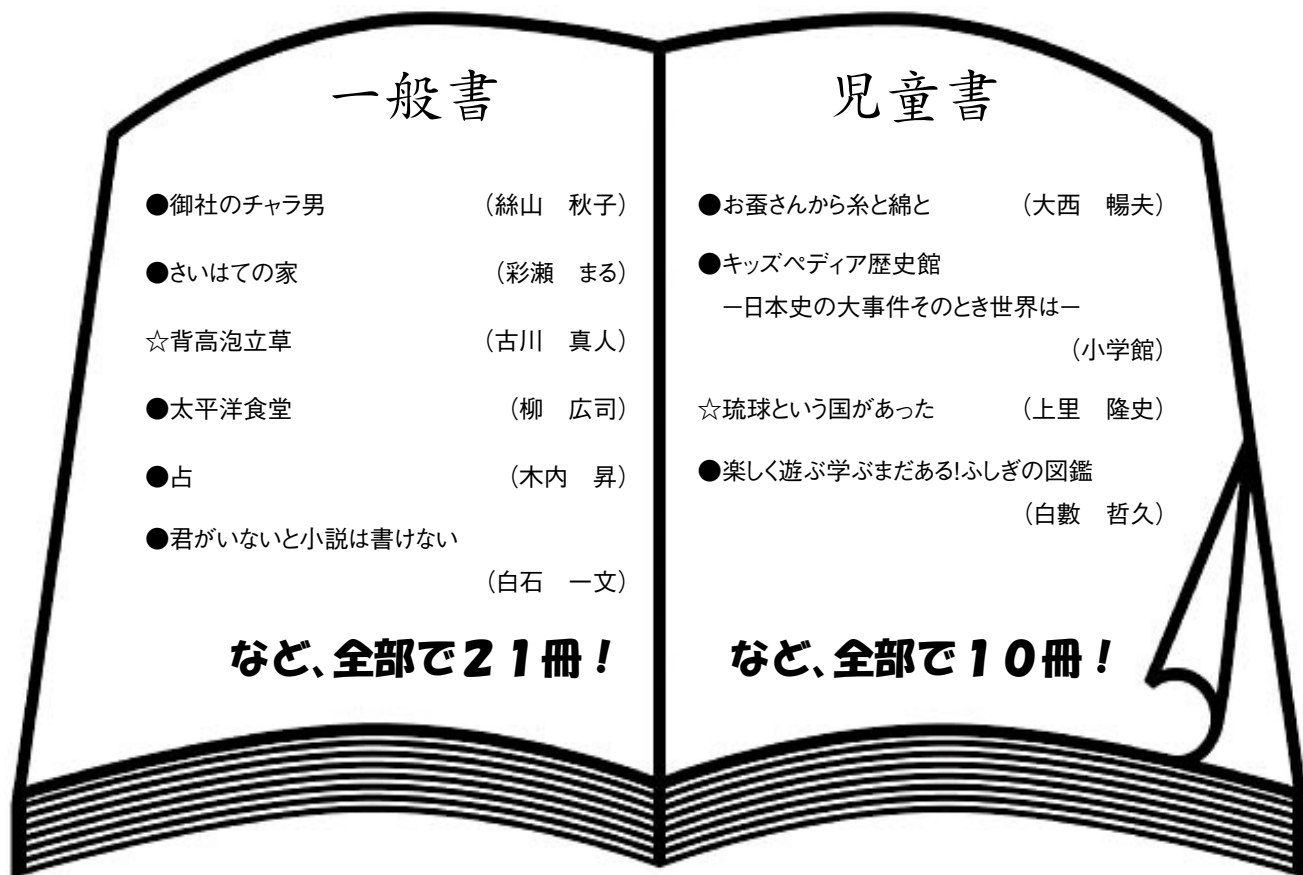 一般書
●御社のチャラ男　（絲山　秋子）
●さいはての家　（彩瀬　まる）
☆背高泡立草　（古川　真人）
●太平洋食堂　（柳　広司）
●占　（木内　昇）
●君がいないと小説は書けない
（白石　一文）
など、全部で２１冊！
児童書
●お蚕さんから糸と綿と　（大西　暢夫）
●キッズペディア歴史館
－日本史の大事件そのとき世界は－
（小学館）
☆琉球という国があった　（上里　隆史）
●楽しく遊ぶ学ぶまだある!ふしぎの図鑑
（白數　哲久）
など、全部で１０冊！